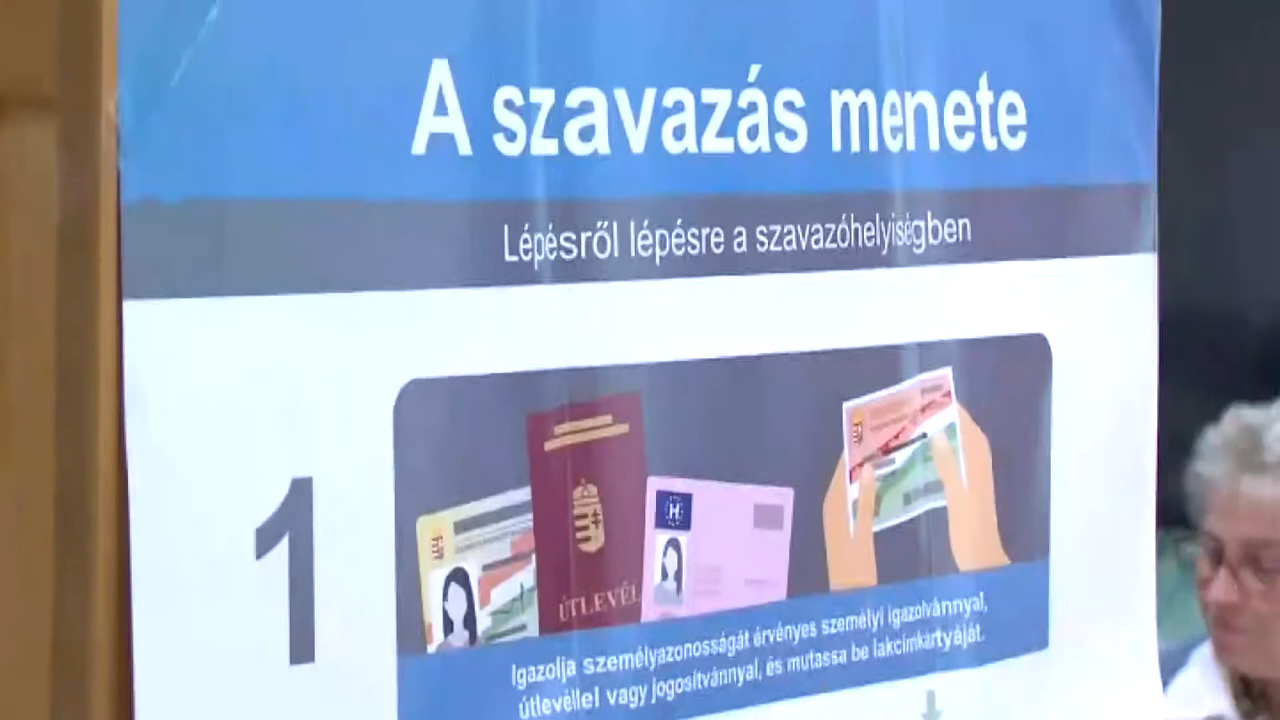 A szavazás menete
Lépésről lépésre a szavazóhelyiségben
1
H
ÚTLEVÉL
Igazolja személyazonosságát érvényes személyi igazolvánnyal,
útlevéllel vagy jogosítvánnyal, és mutassa be lakcímkártyáját.